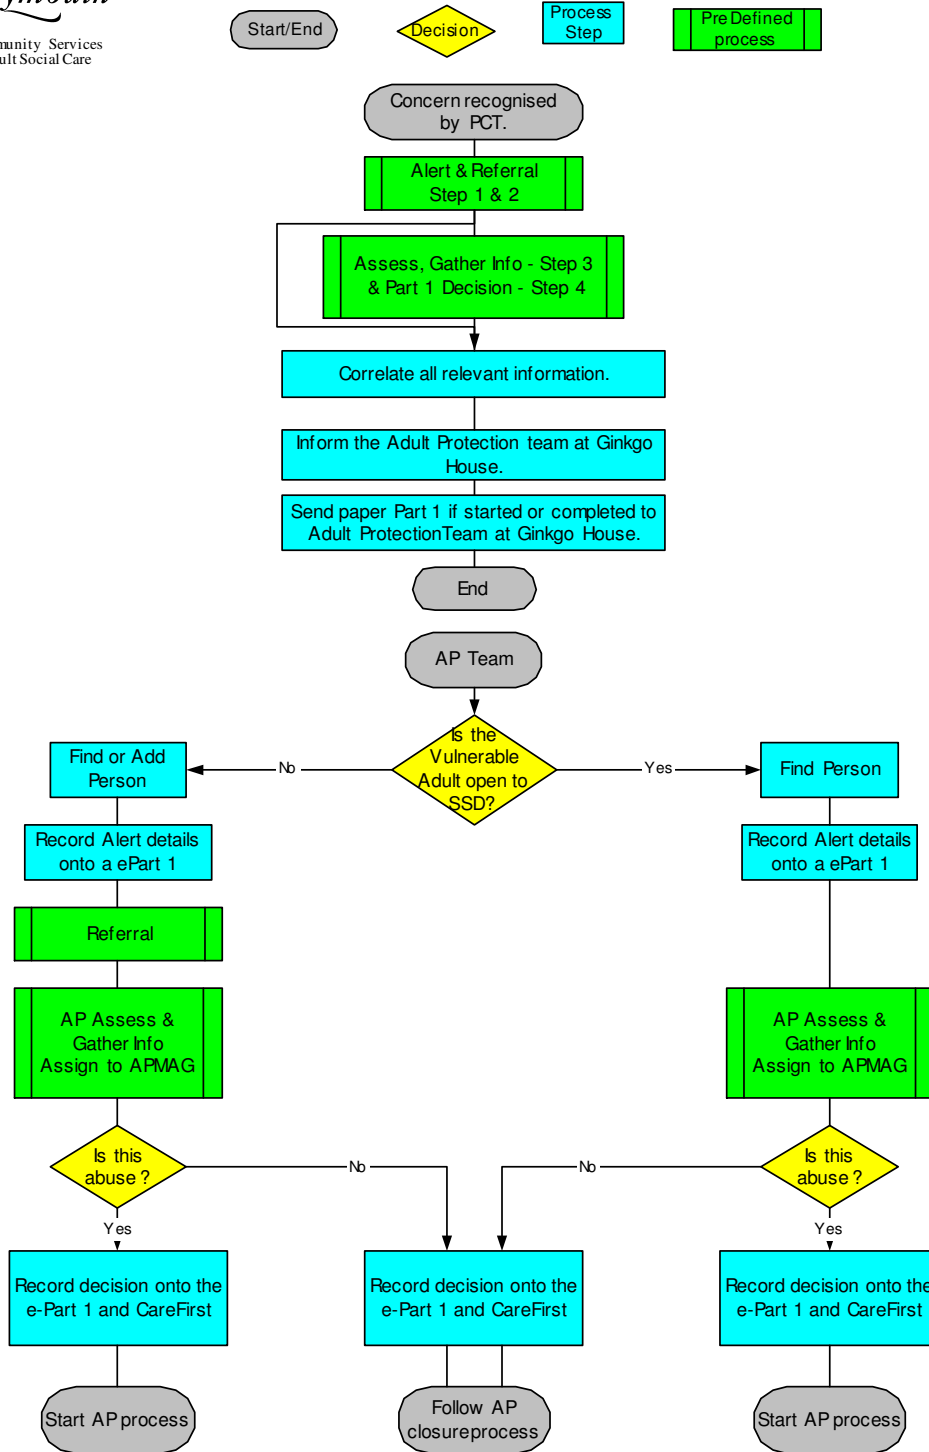 Start/End
Decision
Process
Step
PreDefined
process
munity Services
ult Social Care
Concern recognised
by PCT.
Alert & Referral
Step 1 & 2
Assess, Gather Info - Step 3
& Part 1 Decision - Step 4
Correlate all relevant information.
Inform the Adult Protection team at Ginkgo
House.
Send paper Part 1 if started or completed to
Adult ProtectionTeam at Ginkgo House.
End
AP Team
Is the
Vulnerable
Adult open to
SSD?
No
Yes
Find or Add
Person
Find Person
Record Alert details
onto a ePart 1
Record Alert details
onto a ePart 1
Referral
AP Assess &
Gather Info
Assign to APMAG
AP Assess &
Gather Info
Assign to APMAG
Is this
abuse ?
No
No
Is this
abuse ?
Yes
Yes
Record decision onto the
e-Part 1 and CareFirst
Record decision onto the
e-Part 1 and CareFirst
Record decision onto the
e-Part 1 and CareFirst
Start AP process
Follow AP
closure process
Start AP process